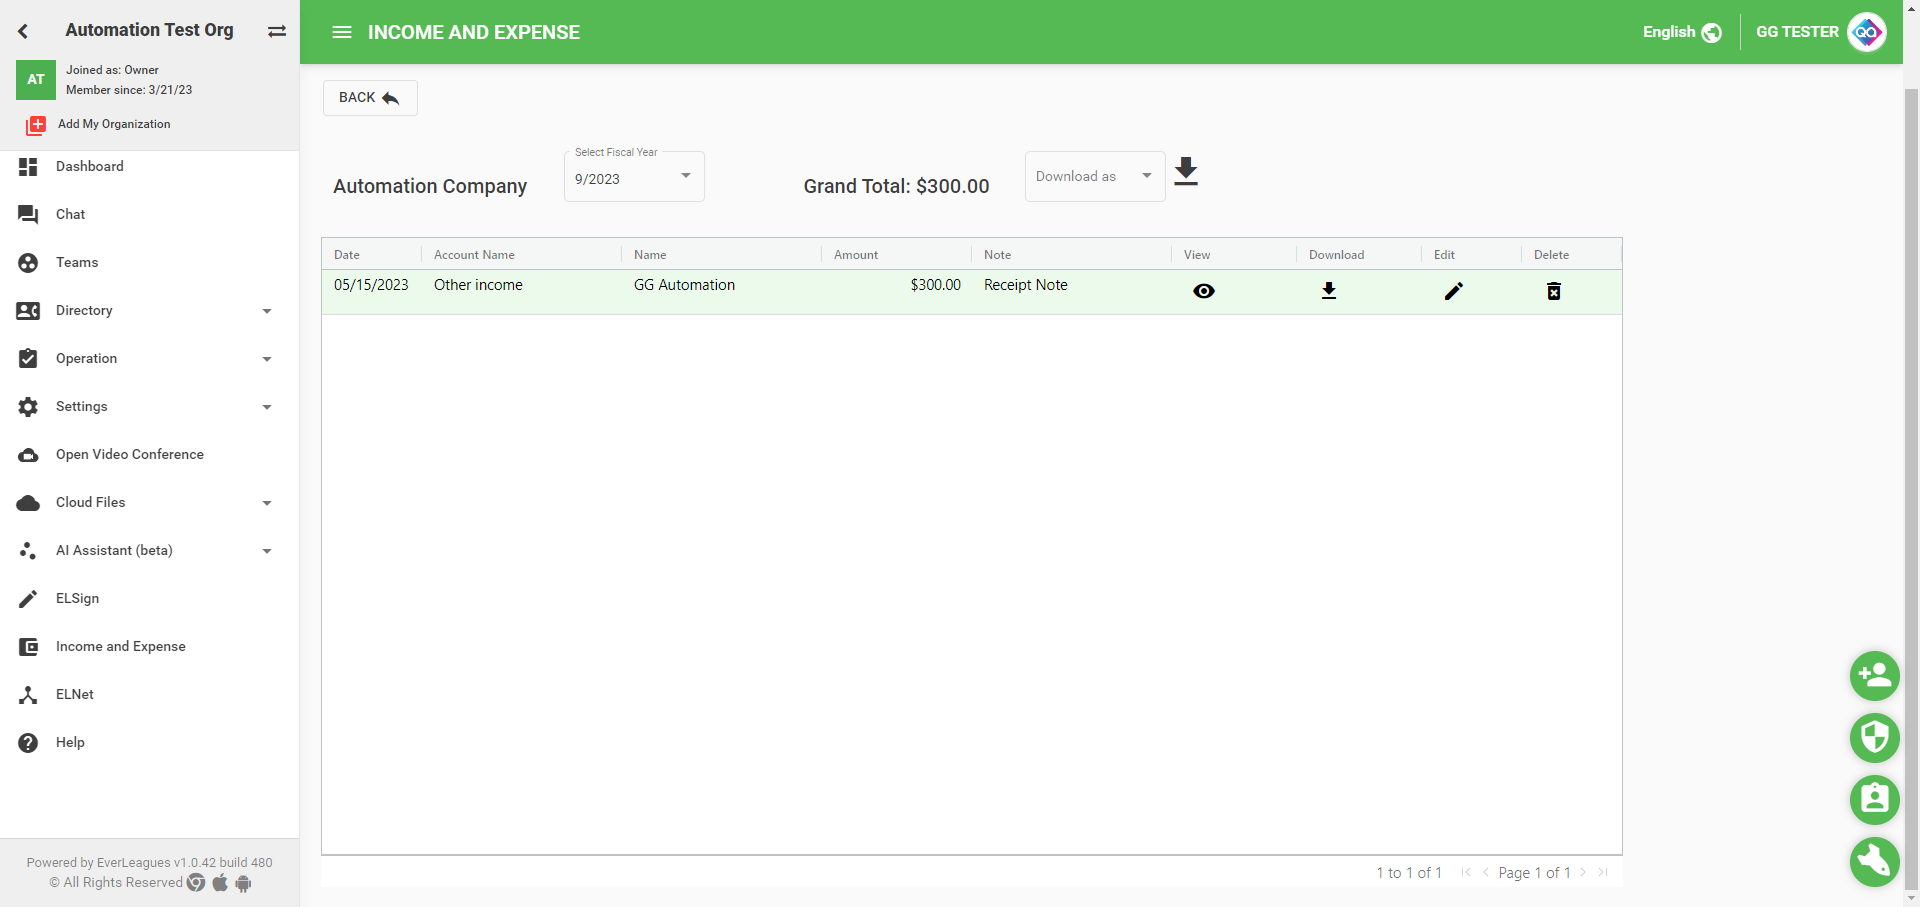 Automation Test Org
AT
Joined as: Owner
Member since: 3/21/23
Add My Organization
Dashboard
Chat
Teams
Directory
Operation
Settings
Open Video Conference
Cloud Files
AI Assistant (beta)
ELSign
Income and Expense
ELNet
Help
Powered by EverLeagues v1.0.42 build 480
© All Rights Reserved
INCOME AND EXPENSE
English
GG TESTER
QA
BACK
Automation Company
Select Fiscal Year
9/2023
Grand Total: $300.00
Download as
Date Account Name Name Amount Note View Download Edit Delete
05/15/2023 Other income GG Automation $300.00 Receipt Note
1 to 1 of 1 Page 1 of 1